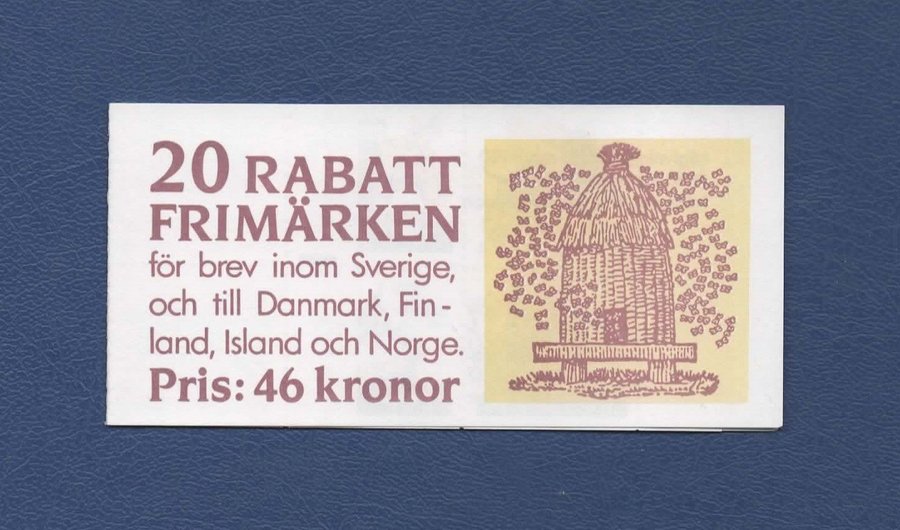 20 RABATT
FRIMÄRKEN
för brev inom Sverige,
och till Danmark, Fin-
land, Island och Norge.
Pris: 46 kronor